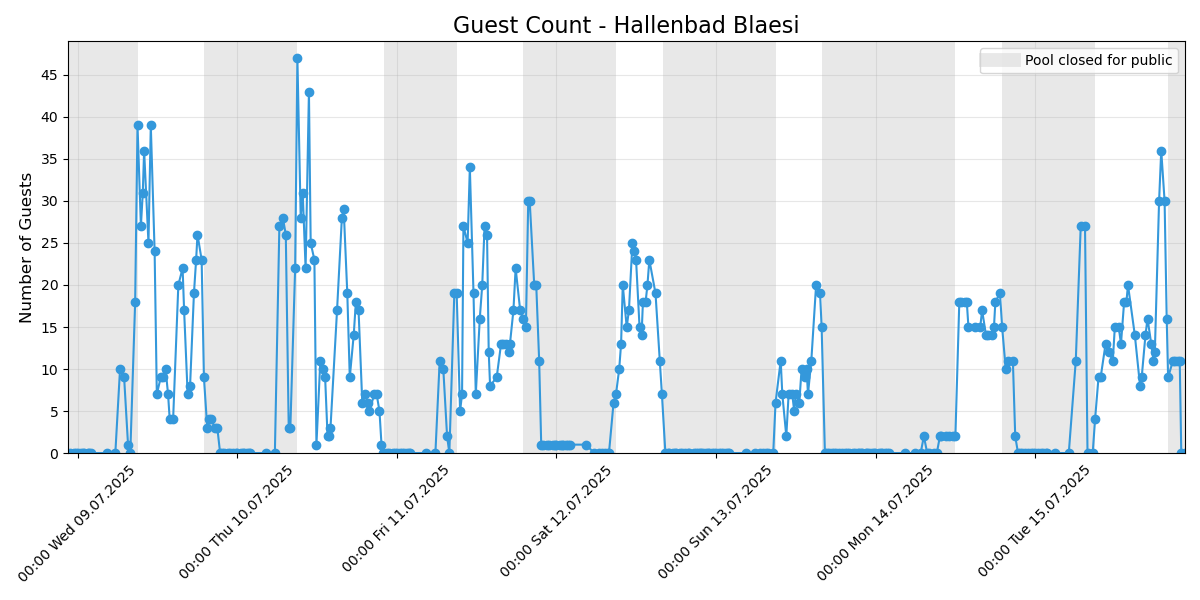 Guest Count - Hallenbad Blaesi
Pool closed for public
Number of Guests
45
40
35
30
25
20
15
10
5
0
00:00 Wed 09.07.2025
00:00 Thu 10.07.2025
00:00 Fri 11.07.2025
00:00 Sat 12.07.2025
00:00 Sun 13.07.2025
00:00 Mon 14.07.2025
00:00 Tue 15.07.2025